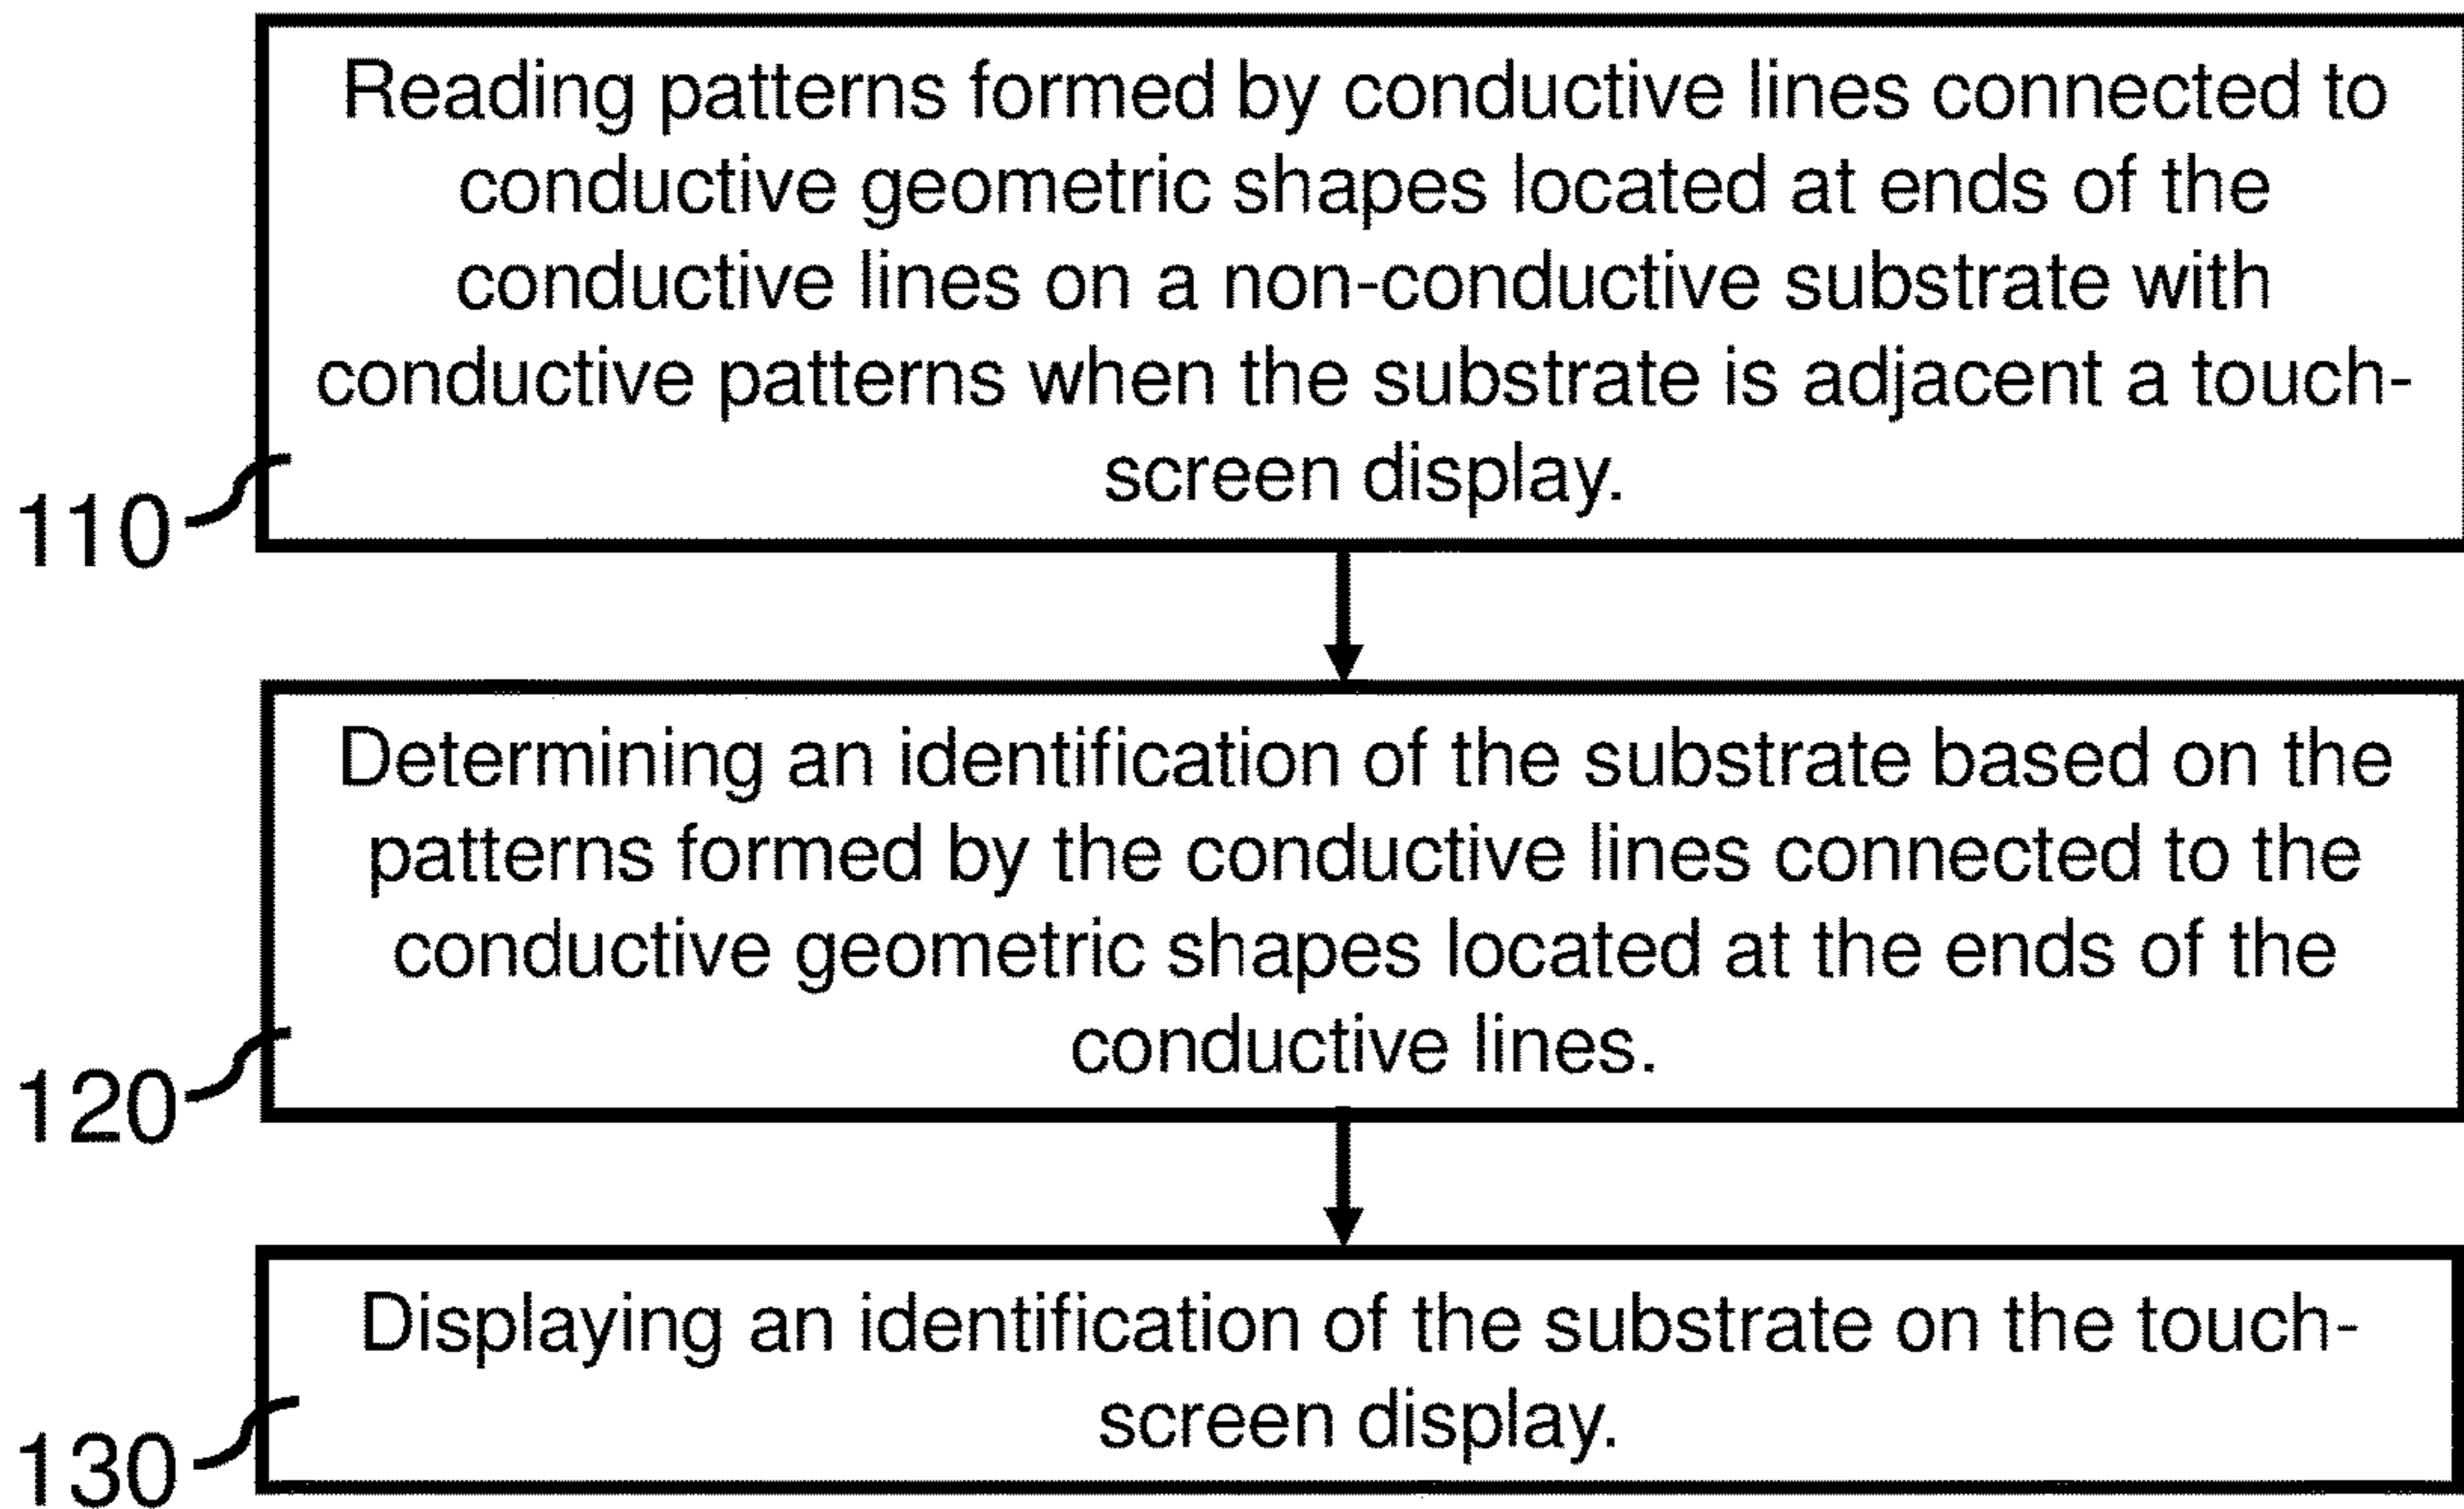 Reading patterns formed by conductive lines connected to
conductive geometric shapes located at ends of the
conductive lines on a non-conductive substrate with
conductive patterns when the substrate is adjacent a touch-
screen display.
110
Determining an identification of the substrate based on the
patterns formed by the conductive lines connected to the
conductive geometric shapes located at the ends of the
conductive lines.
120
Displaying an identification of the substrate on the touch-
screen display.
130